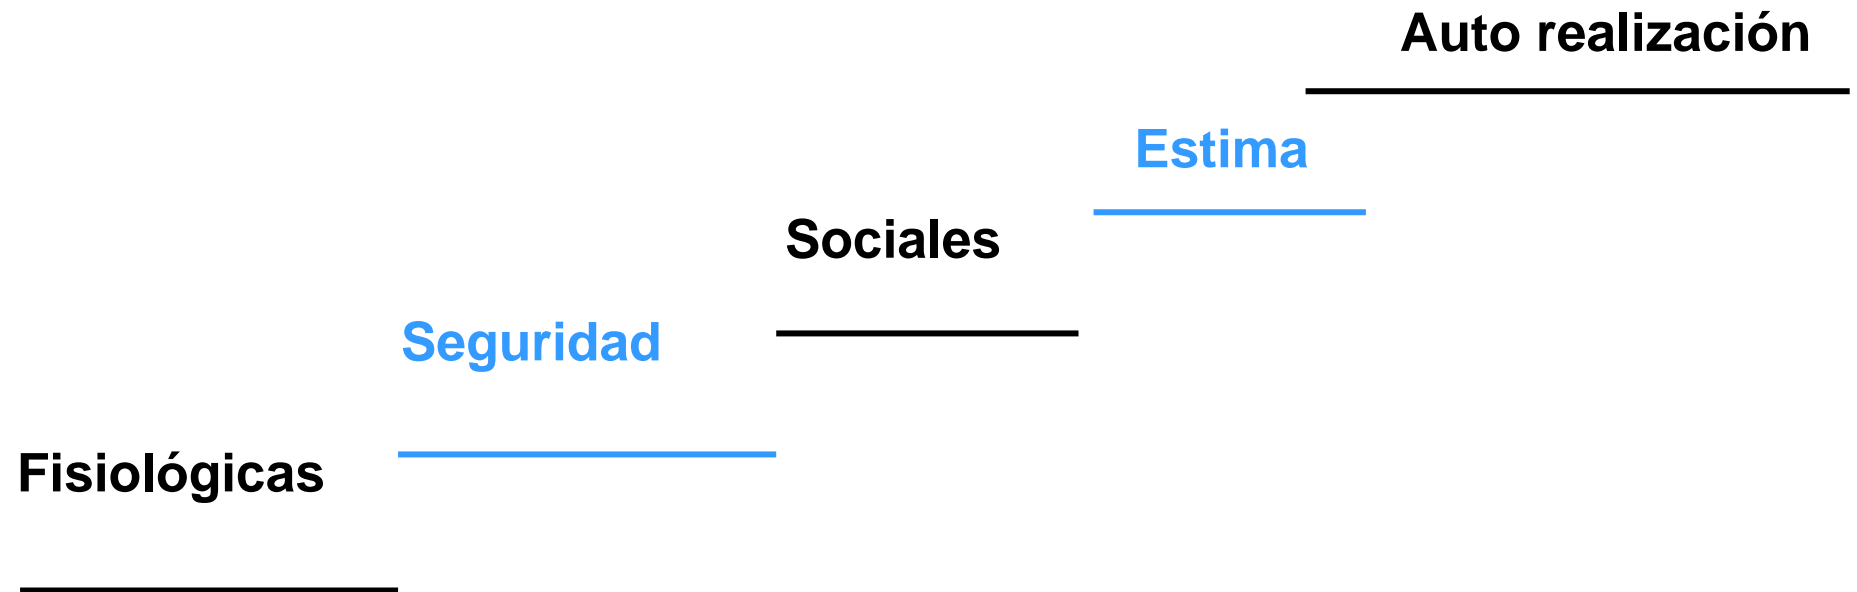 Auto realización
Estima
Sociales
Seguridad
Fisiológicas